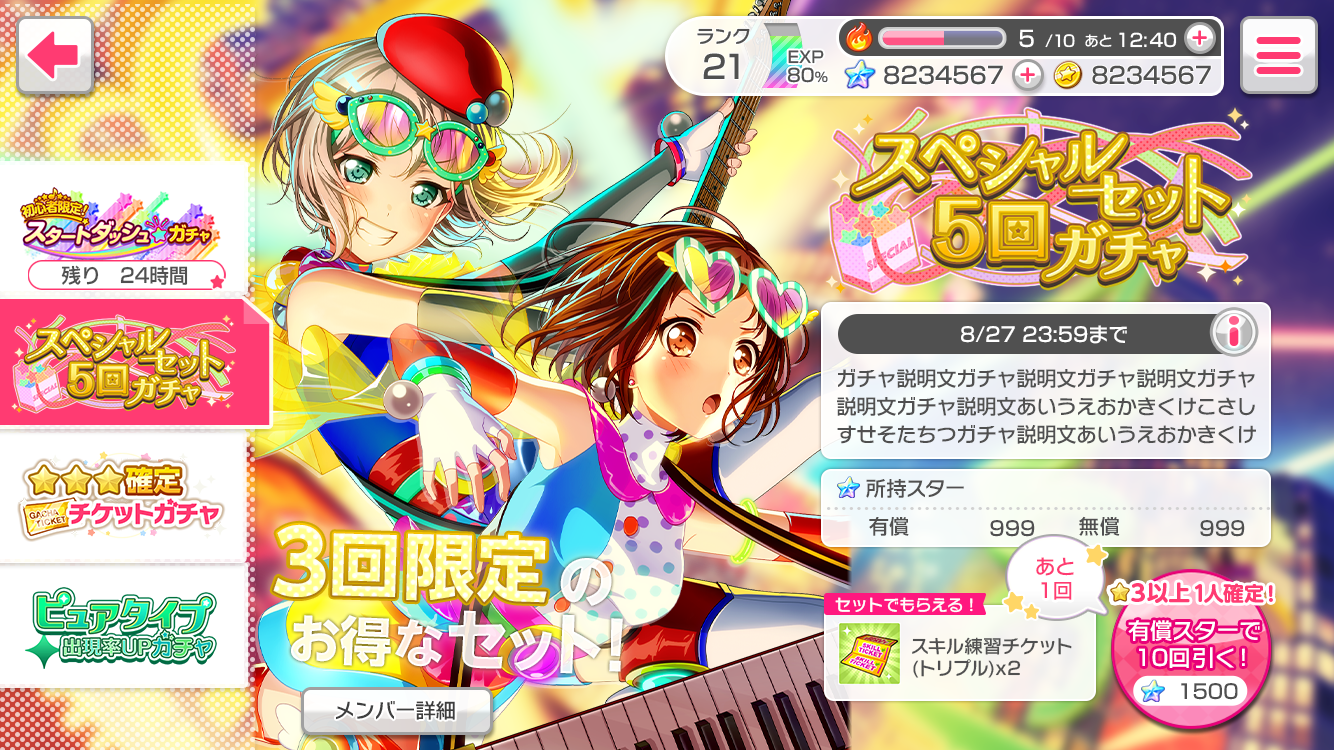 ランク
21
EXP
80%
5 /10 あと 12:40
8234567
8234567
初心者限定!
スタートダッシュ☆ガチャ
残り 24時間
スペシャル
セット
5回ガチャ
SPECIAL
★★★確定
GACHA TICKET
チケットガチャ
ピュアタイプ
出現率UPガチャ
3回限定の
お得なセット!
メンバー詳細
スペシャル
セット
5回ガチャ
SPECIAL
8/27 23:59まで
ガチャ説明文ガチャ説明文ガチャ説明文ガチャ
説明文ガチャ説明文あいうえおかきくけこさし
すせそたちつガチャ説明文あいうえおかきくけ
所持スター
有償 999 無償 999
あと
1回
セットでもらえる!
SKILL TICKET
SKILL TICKET
スキル練習チケット
(トリプル)x2
★3以上1人確定!
有償スターで
10回引く!
1500